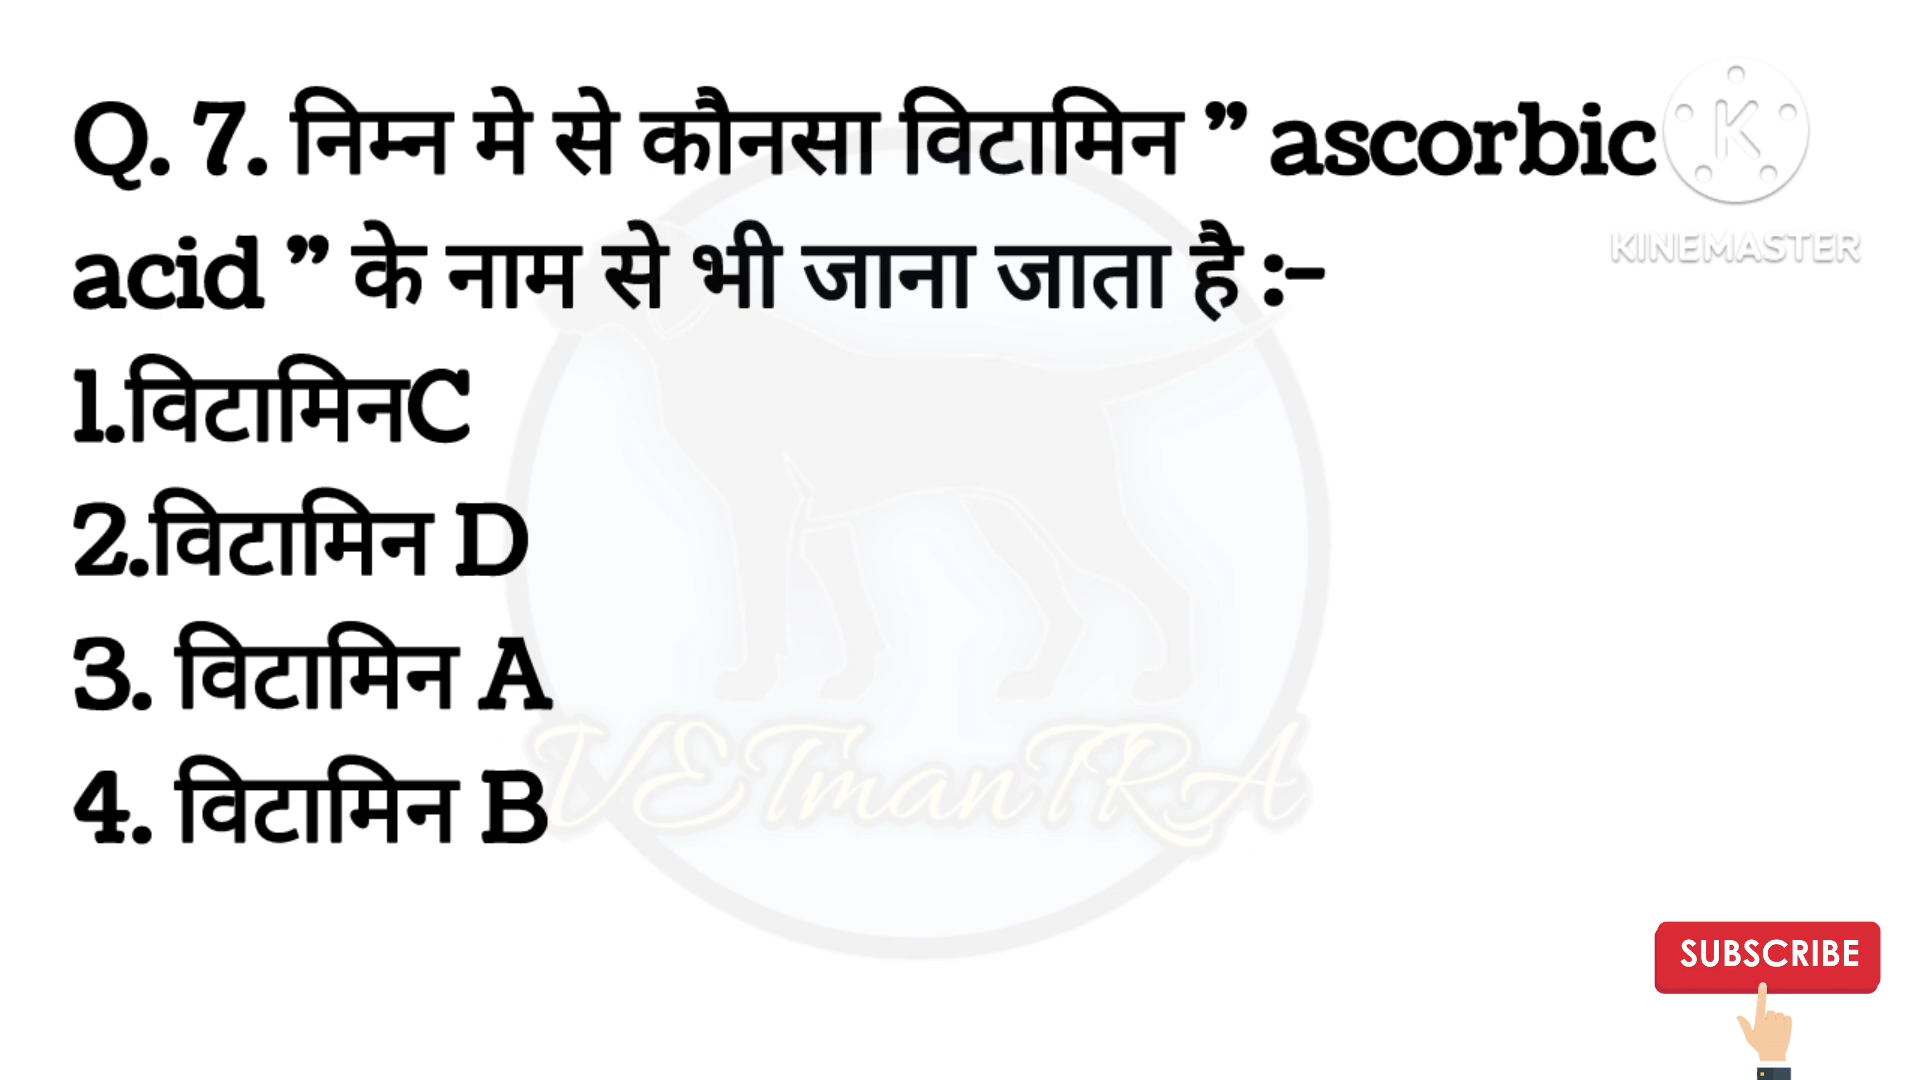 Q. 7. निम्न मे से कौनसा विटामिन ” ascorbic
acid ” के नाम से भी जाना जाता है :-
1.विटामिनC
2.विटामिन D
3. विटामिन A
4. विटामिन B
K
KINEMASTER
VETmanTRA
SUBSCRIBE